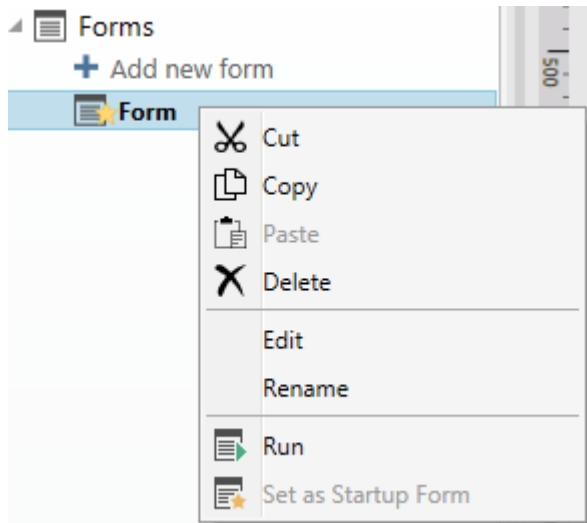 Forms
Add new form
Form
500
Cut
Copy
Paste
Delete
Edit
Rename
Run
Set as Startup Form